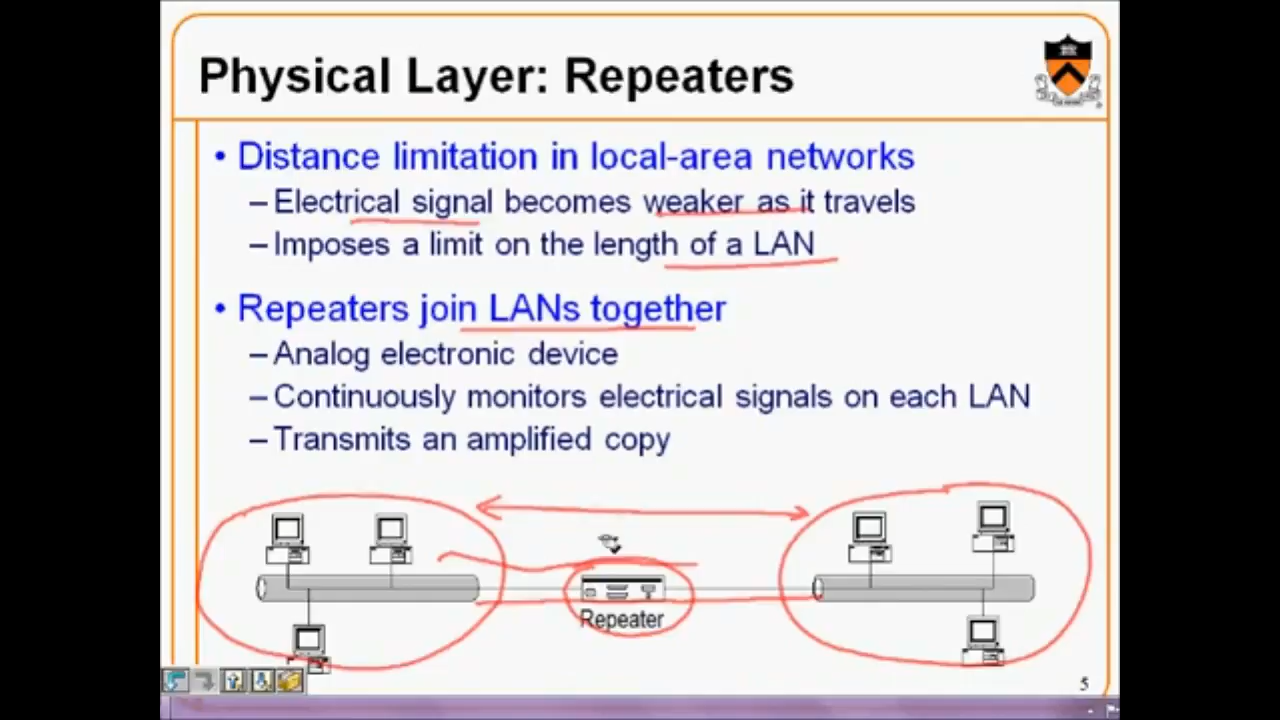 Physical Layer: Repeaters
• Distance limitation in local-area networks
– Electrical signal becomes weaker as it travels
– Imposes a limit on the length of a LAN
• Repeaters join LANs together
– Analog electronic device
– Continuously monitors electrical signals on each LAN
– Transmits an amplified copy
Repeater
5